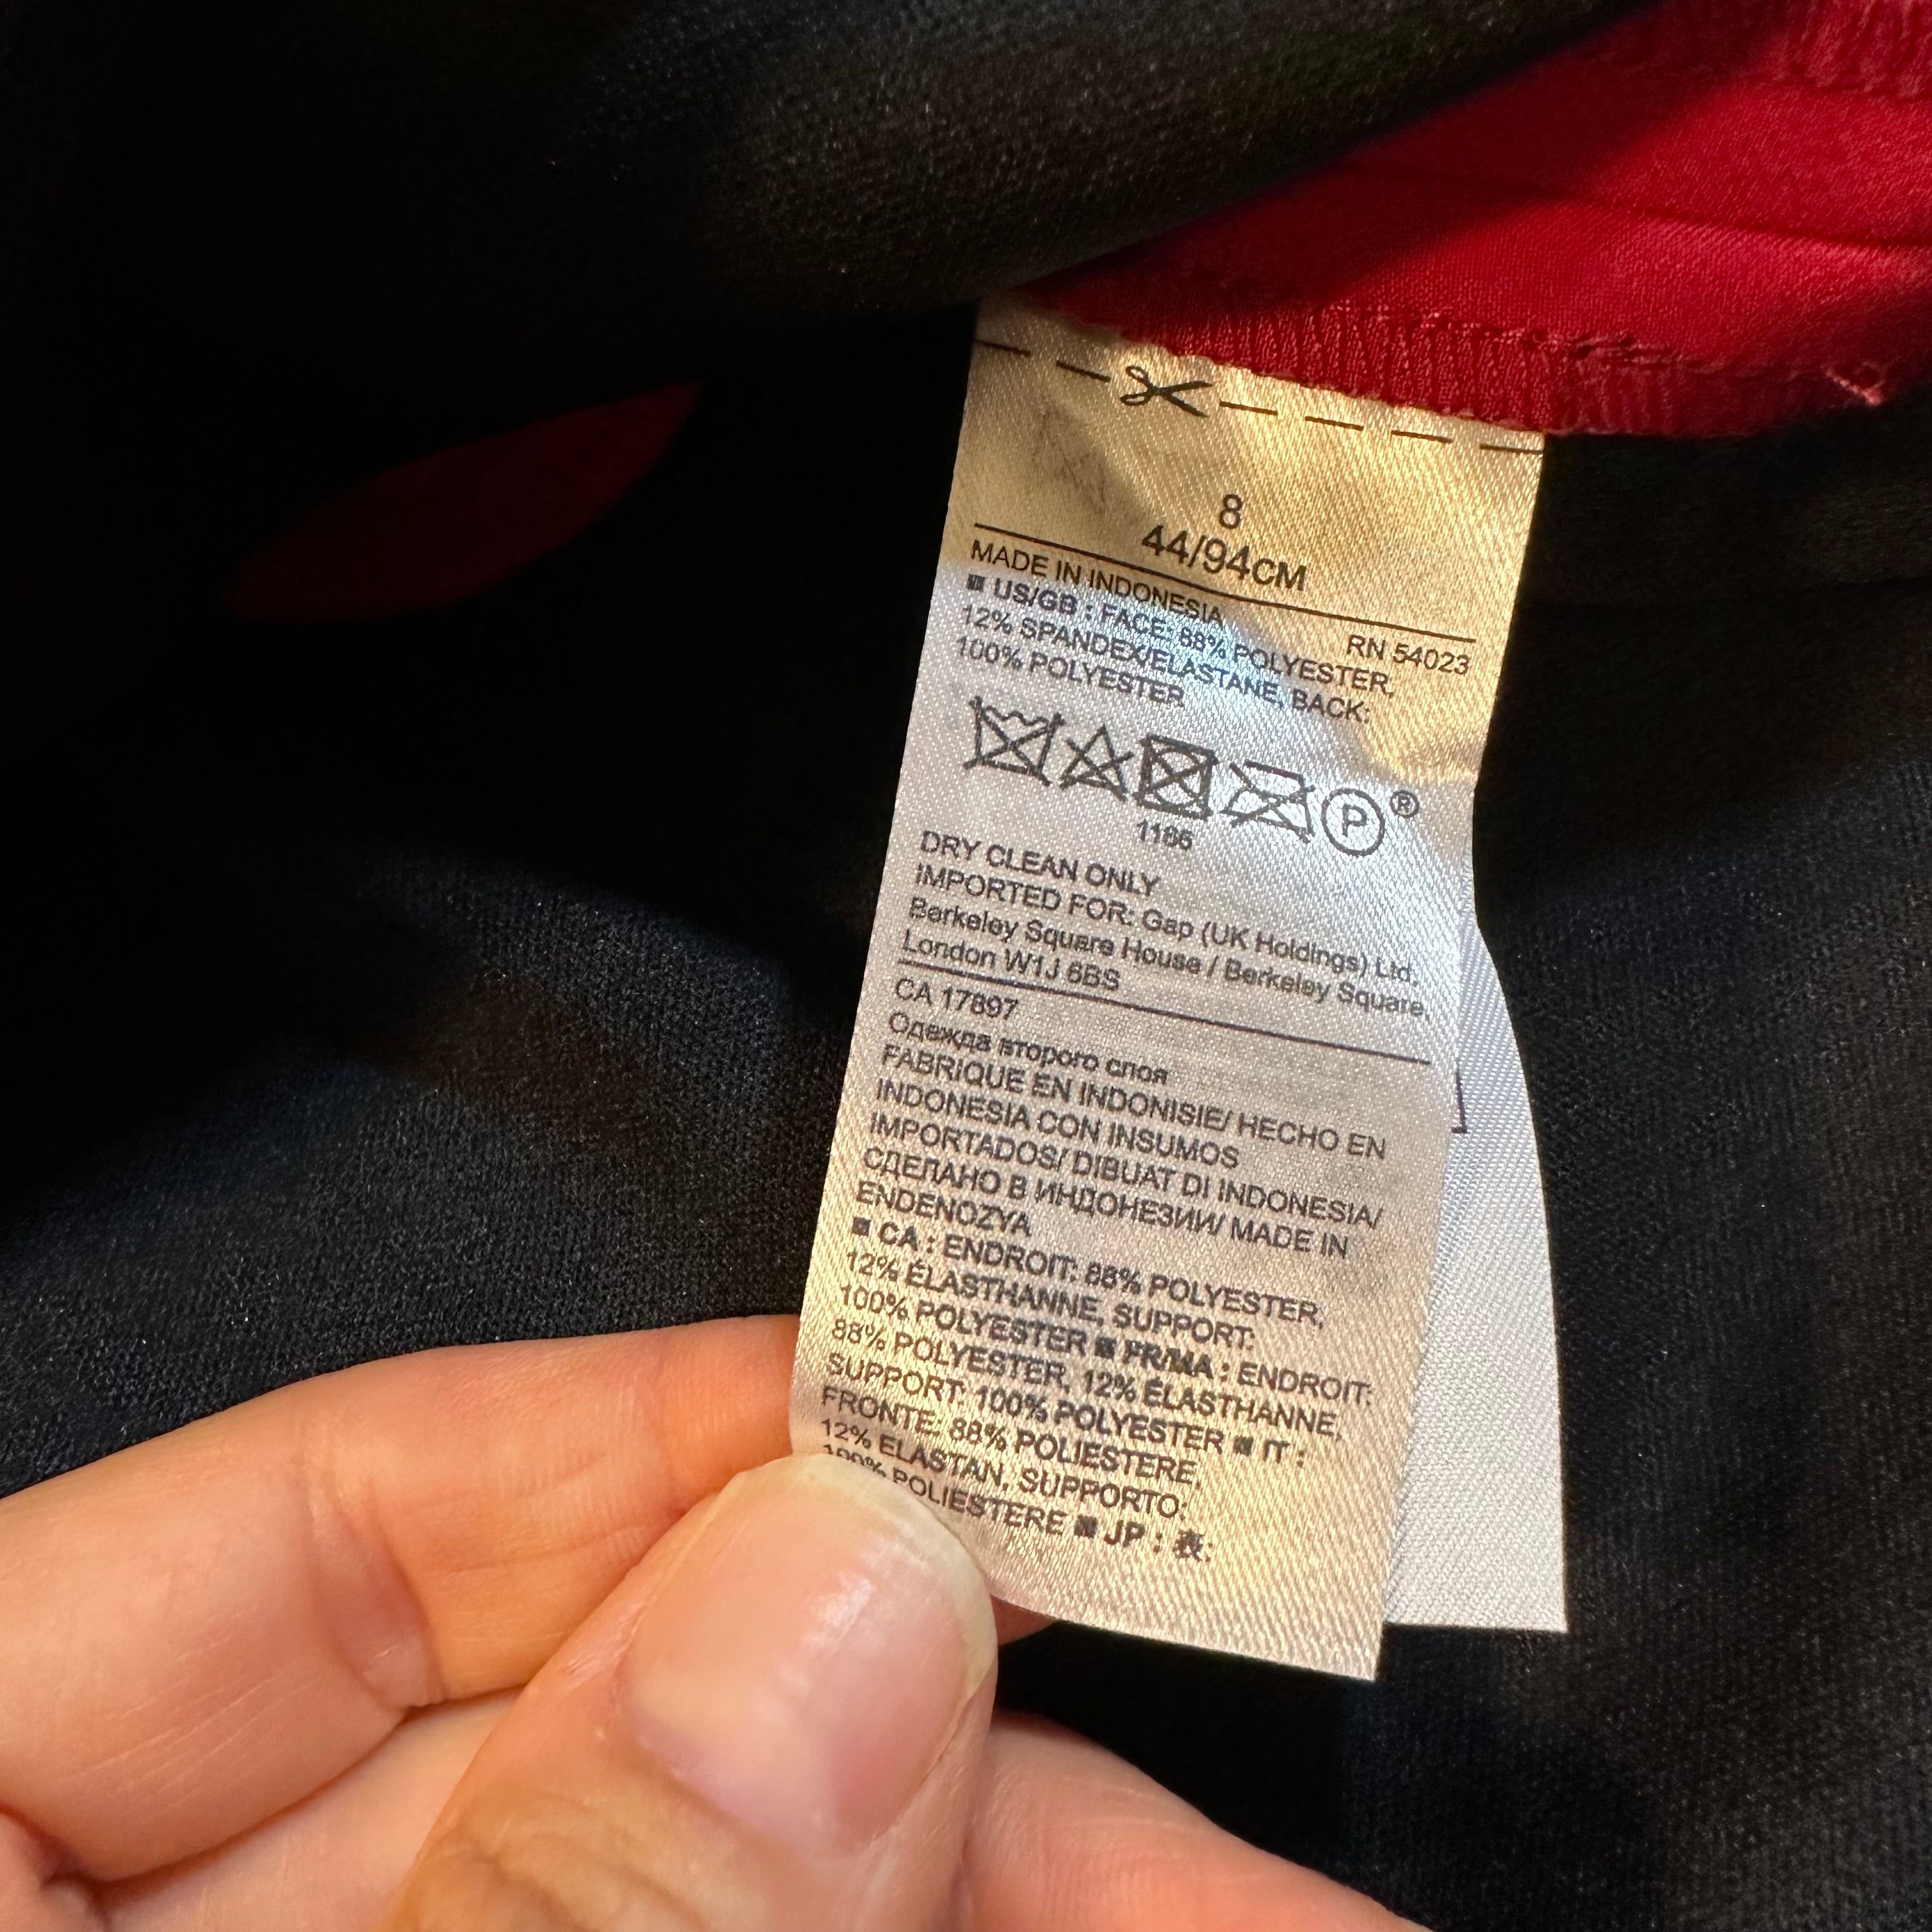 8
44/94CM
MADE IN INDONESIA
RN 54023
■ US/GB : FACE: 88% POLYESTER,
12% SPANDEX/ELASTANE, BACK:
100% POLYESTER
P ®
1186
DRY CLEAN ONLY
IMPORTED FOR: Gap (UK Holdings) Ltd.
Berkeley Square House / Berkeley Square,
London W1J 6BS
CA 17897
Одежда второго слоя
FABRIQUE EN INDONISIE/ HECHO EN
INDONESIA CON INSUMOS
IMPORTADOS/ DIBUAT DI INDONESIA/
СДЕЛАНО В ИНДОНЕЗИИ/ MADE IN
ENDENOZYA
■ CA : ENDROIT: 88% POLYESTER,
12% ÉLASTHANNE, SUPPORT:
100% POLYESTER ■ FR/MA : ENDROIT:
88% POLYESTER, 12% ÉLASTHANNE,
SUPPORT: 100% POLYESTER ■ IT :
FRONTE: 88% POLIESTERE,
12% ELASTAN, SUPPORTO:
100% POLIESTERE ■ JP : 表: